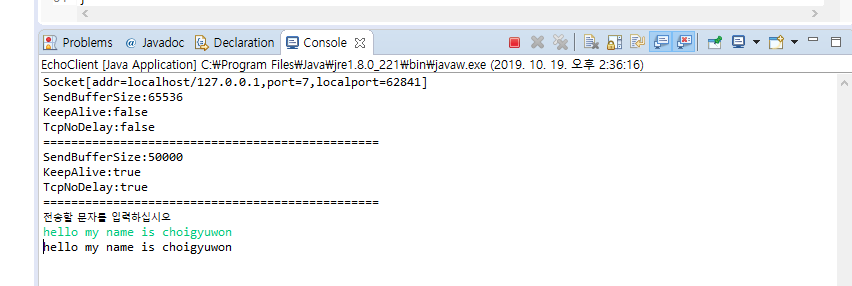 Problems @ Javadoc Declaration Console
EchoClient [Java Application] C:₩Program Files₩Java₩jre1.8.0_221₩bin₩javaw.exe (2019. 10. 19. 오후 2:36:16)
Socket[addr=localhost/127.0.0.1,port=7,localport=62841]
SendBufferSize:65536
KeepAlive:false
TcpNoDelay:false
===============================================
SendBufferSize:50000
KeepAlive:true
TcpNoDelay:true
===============================================
전송할 문자를 입력하십시오
hello my name is choigyuwon
hello my name is choigyuwon